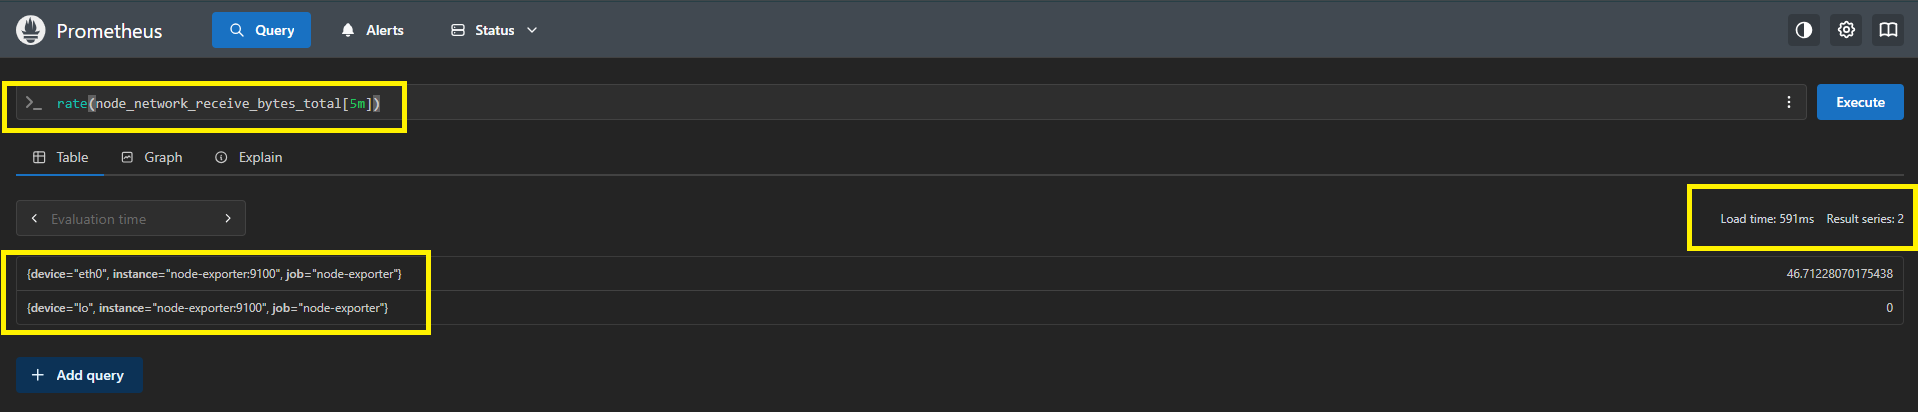 Prometheus Query Alerts Status
>_ rate(node_network_receive_bytes_total[5m]) Execute
Table Graph Explain
Evaluation time Load time: 591ms Result series: 2
{device="eth0", instance="node-exporter:9100", job="node-exporter"} 46.71228070175438
{device="lo", instance="node-exporter:9100", job="node-exporter"} 0
+ Add query